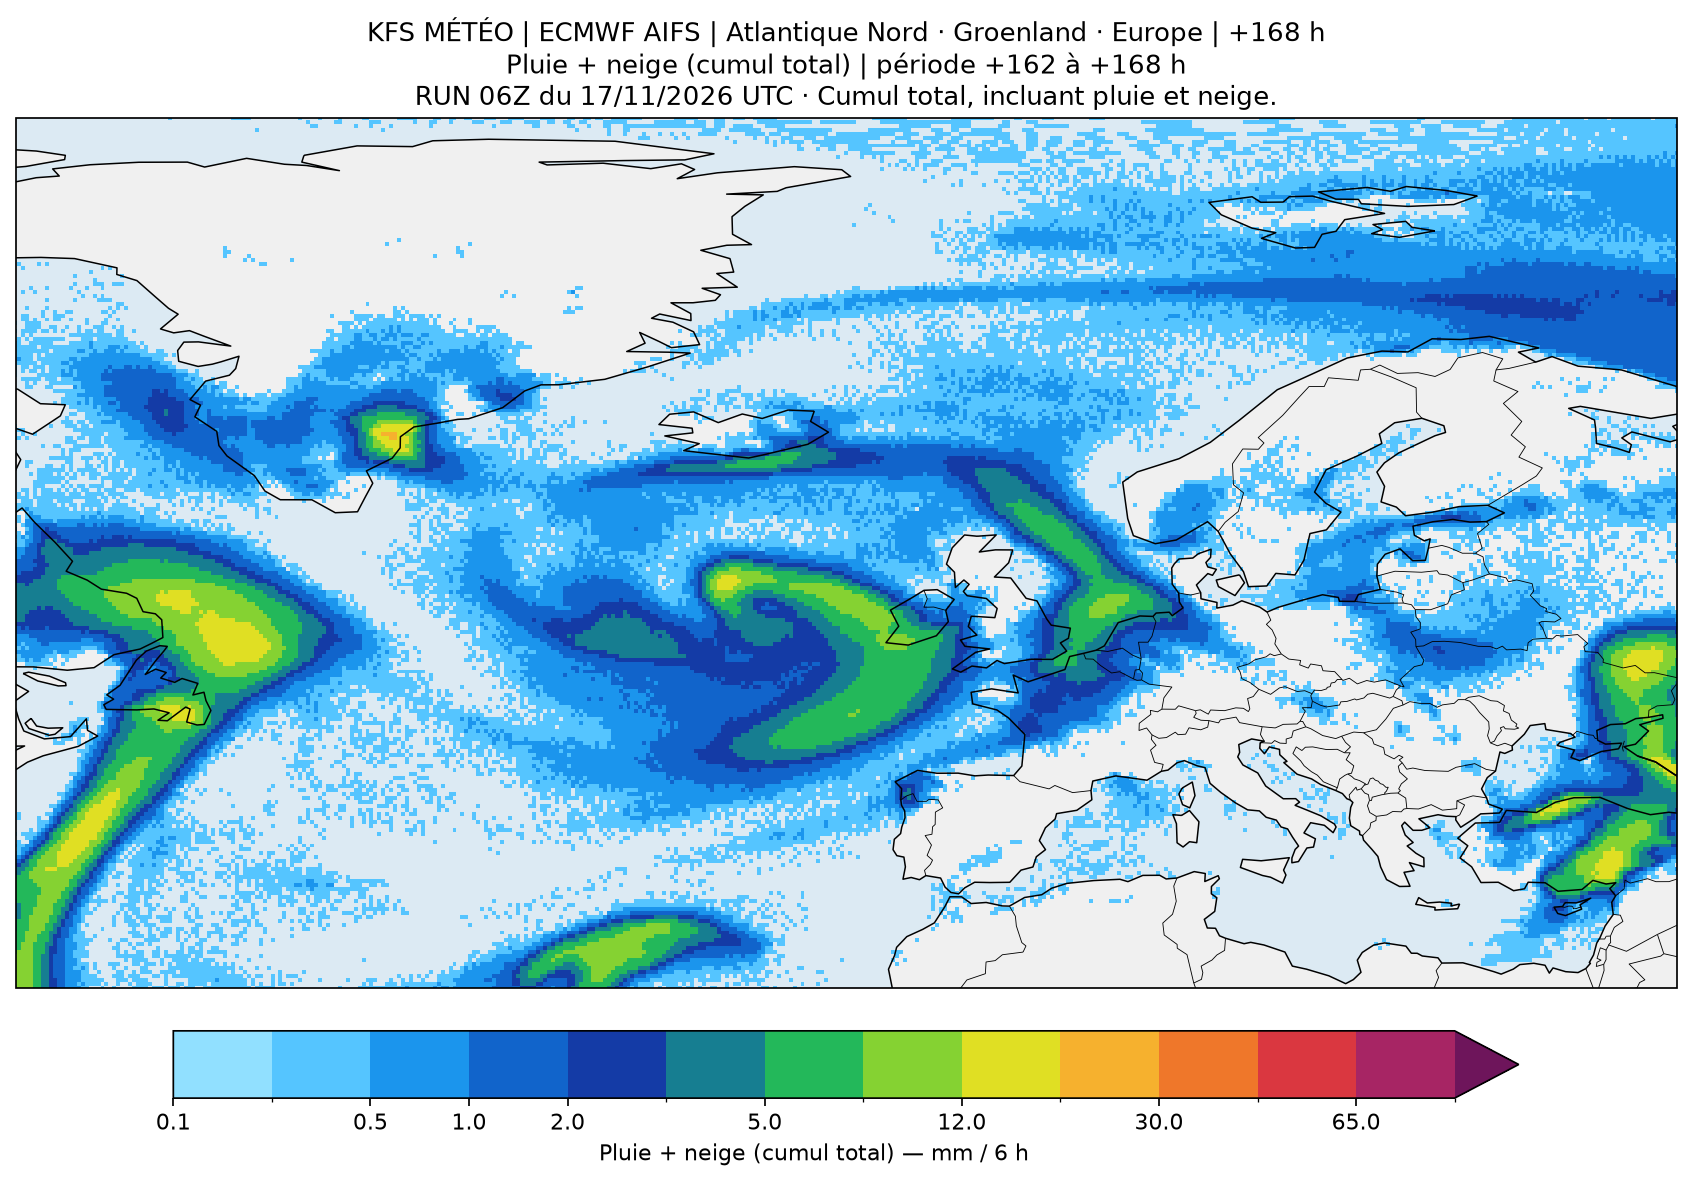 KFS MÉTÉO | ECMWF AIFS | Atlantique Nord · Groenland · Europe | +168 h
Pluie + neige (cumul total) | période +162 à +168 h
RUN 06Z du 17/11/2026 UTC · Cumul total, incluant pluie et neige.
0.1 0.5 1.0 2.0 5.0 12.0 30.0 65.0
Pluie + neige (cumul total) — mm / 6 h